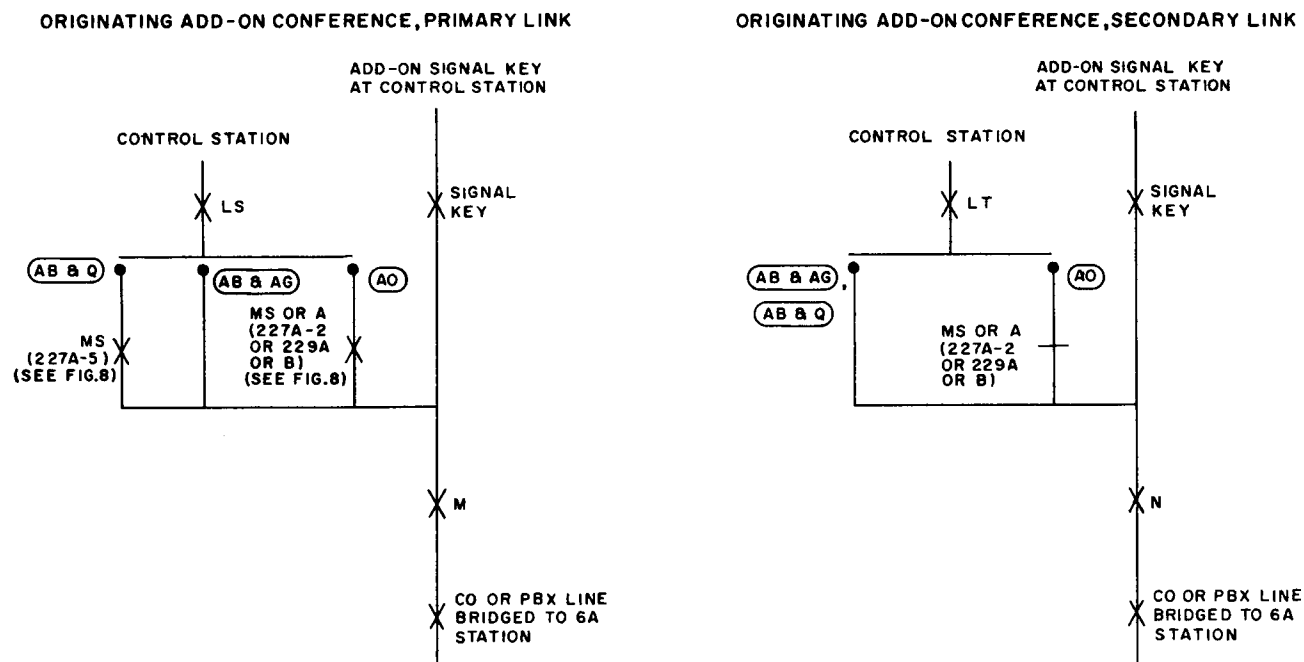 ORIGINATING ADD-ON CONFERENCE, PRIMARY LINK
ADD-ON SIGNAL KEY
AT CONTROL STATION
CONTROL STATION
LS
SIGNAL
KEY
AB & Q
AB & AG
AO
MS
(227A-5)
(SEE FIG.8)
MS OR A
(227A-2
OR 229A
OR B)
(SEE FIG.8)
M
CO OR PBX LINE
BRIDGED TO 6A
STATION
ORIGINATING ADD-ON CONFERENCE, SECONDARY LINK
ADD-ON SIGNAL KEY
AT CONTROL STATION
CONTROL STATION
LT
SIGNAL
KEY
AB & AG,
AB & Q
AO
MS OR A
(227A-2
OR 229A
OR B)
N
CO OR PBX LINE
BRIDGED TO 6A
STATION